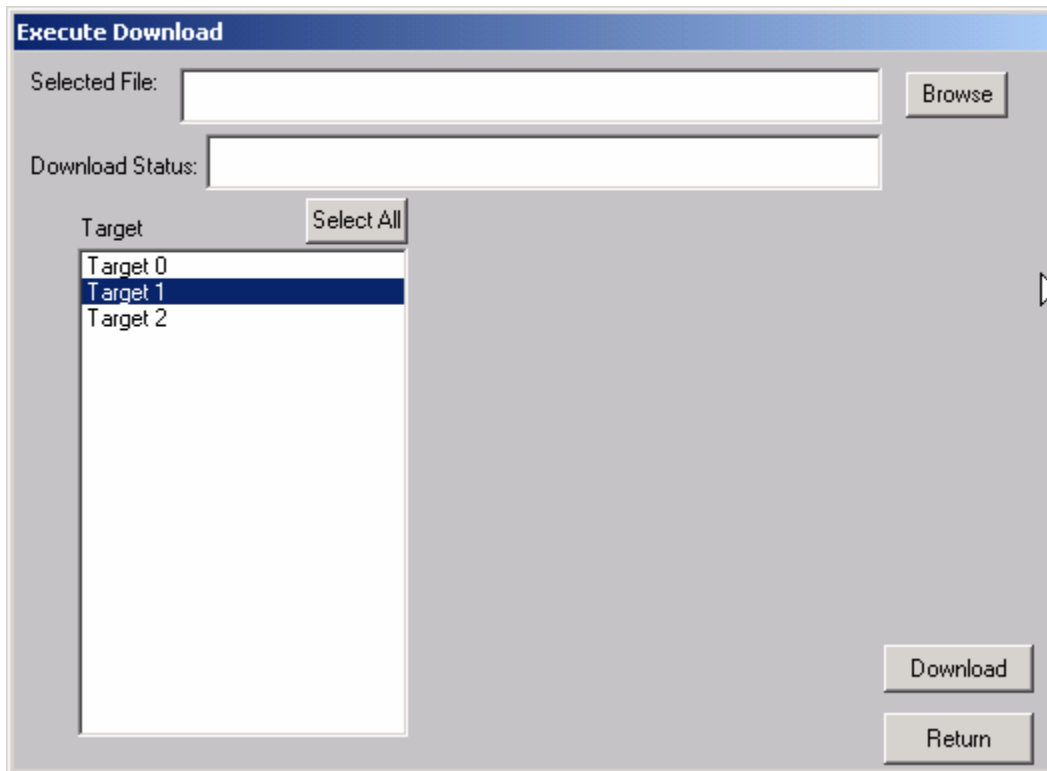 Execute Download
Selected File:
Browse
Download Status:
Target
Select All
Target 0
Target 1
Target 2
Download
Return